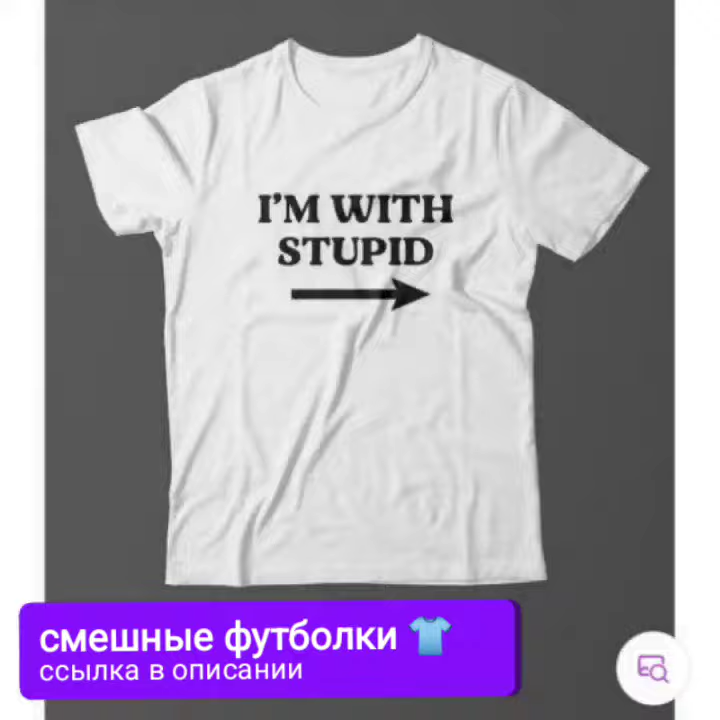 I'M WITH
STUPID
смешные футболки 👕
ссылка в описании